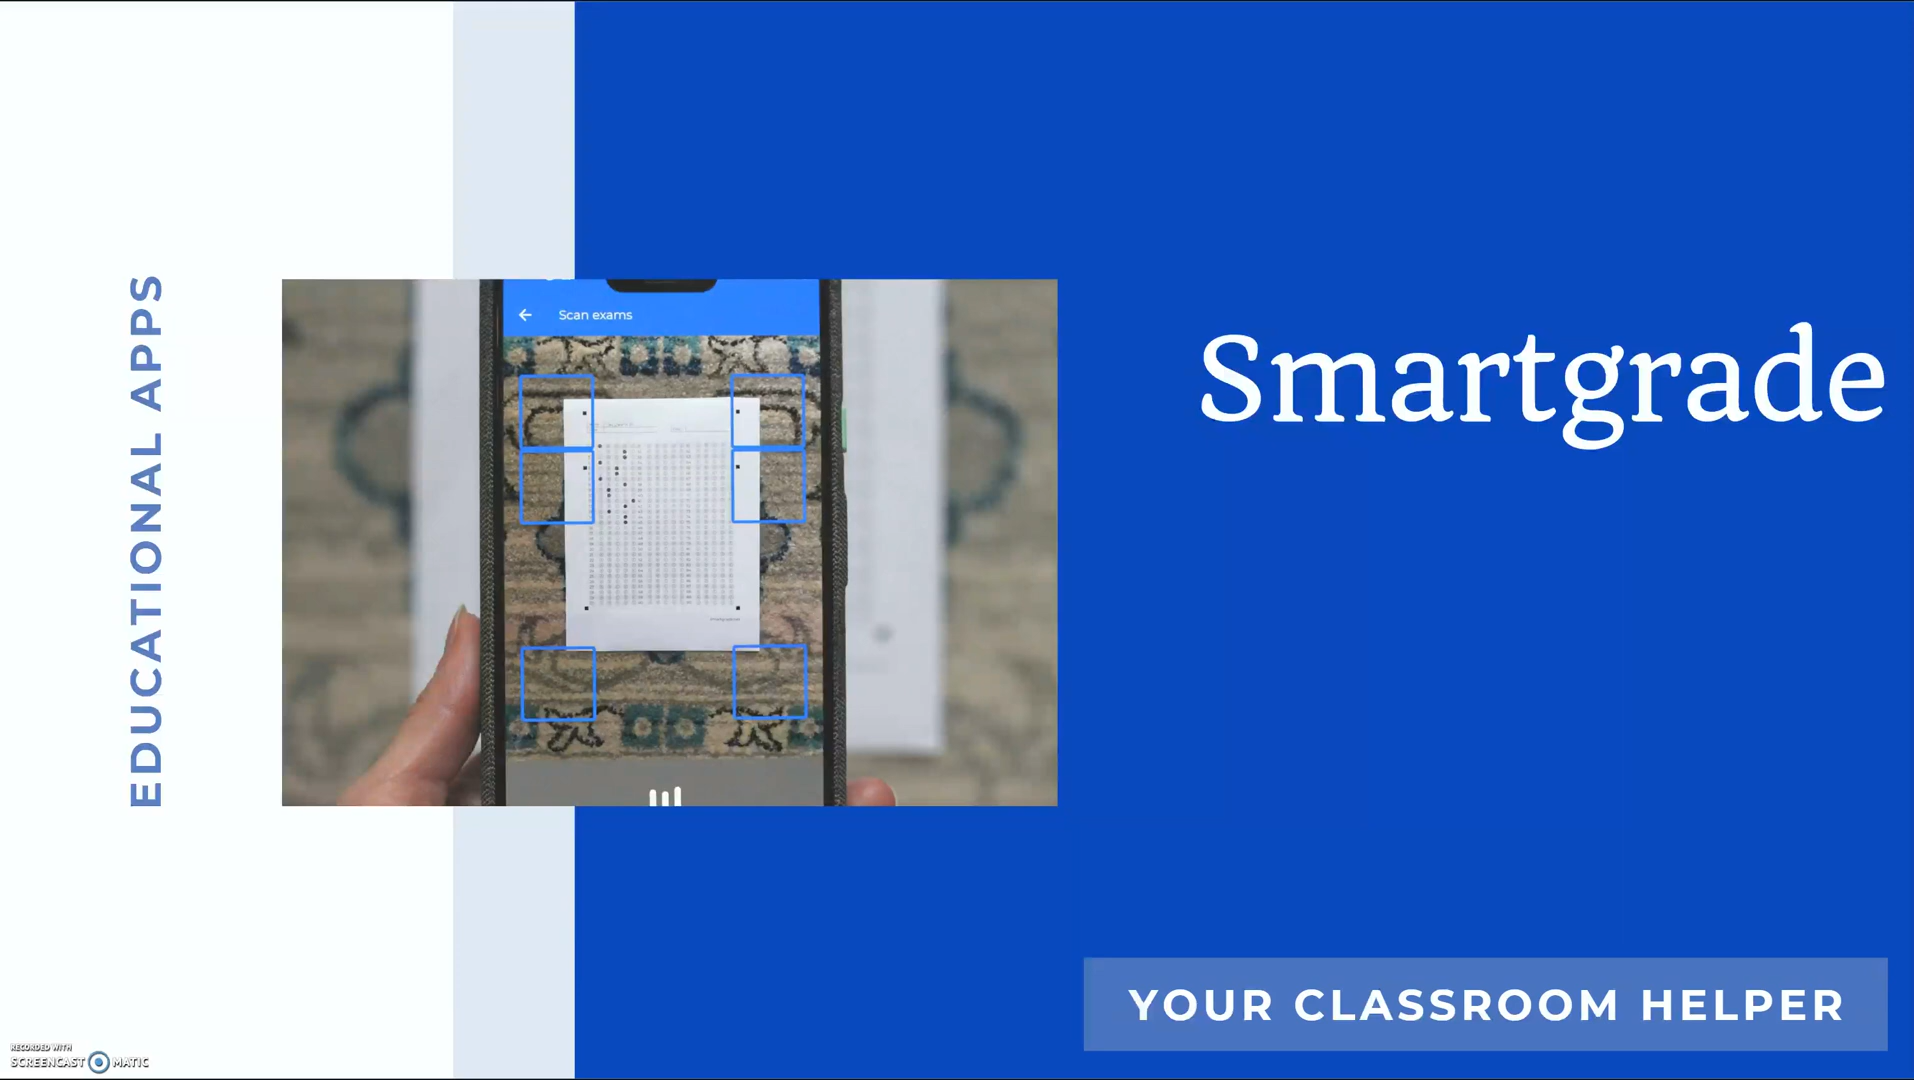 EDUCATIONAL APPS
Scan exams
Smartgrade
YOUR CLASSROOM HELPER
RECORDED WITH
SCREENCAST MATIC